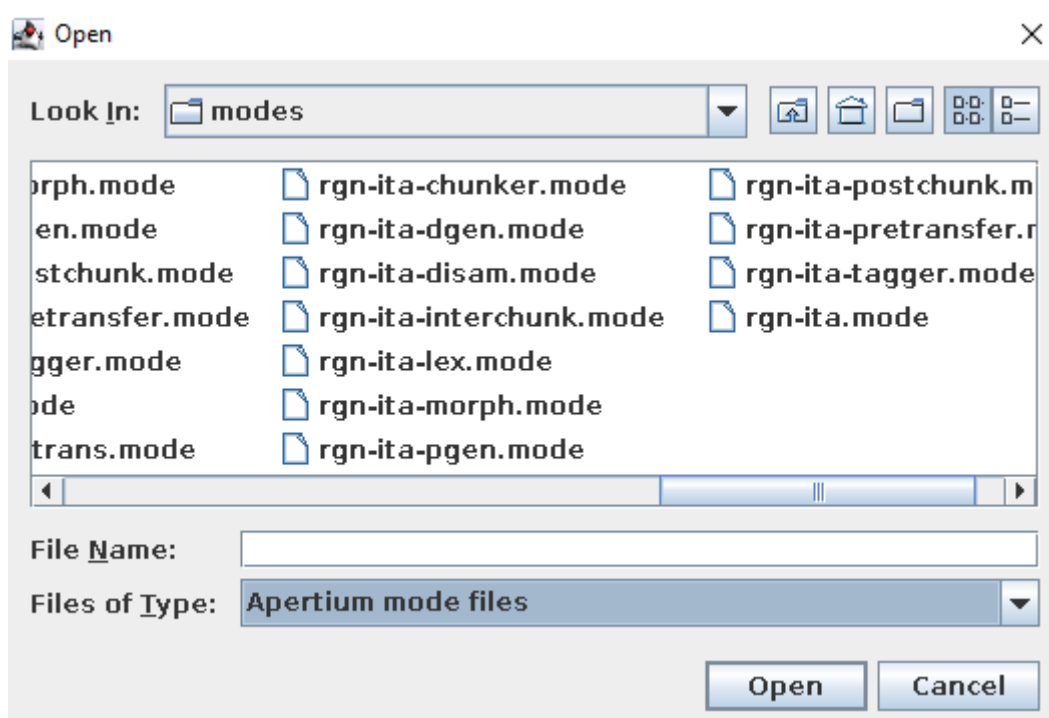 Open
Look In: modes
orph.mode rgn-ita-chunker.mode rgn-ita-postchunk.m
en.mode rgn-ita-dgen.mode rgn-ita-pretransfer.r
stchunk.mode rgn-ita-disam.mode rgn-ita-tagger.mode
etransfer.mode rgn-ita-interchunk.mode rgn-ita.mode
gger.mode rgn-ita-lex.mode
ode rgn-ita-morph.mode
trans.mode rgn-ita-pgen.mode
File Name:
Files of Type: Apertium mode files
Open Cancel